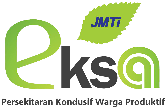 JMTi
eksa
Persekitaran Kondusif Warga Produktif